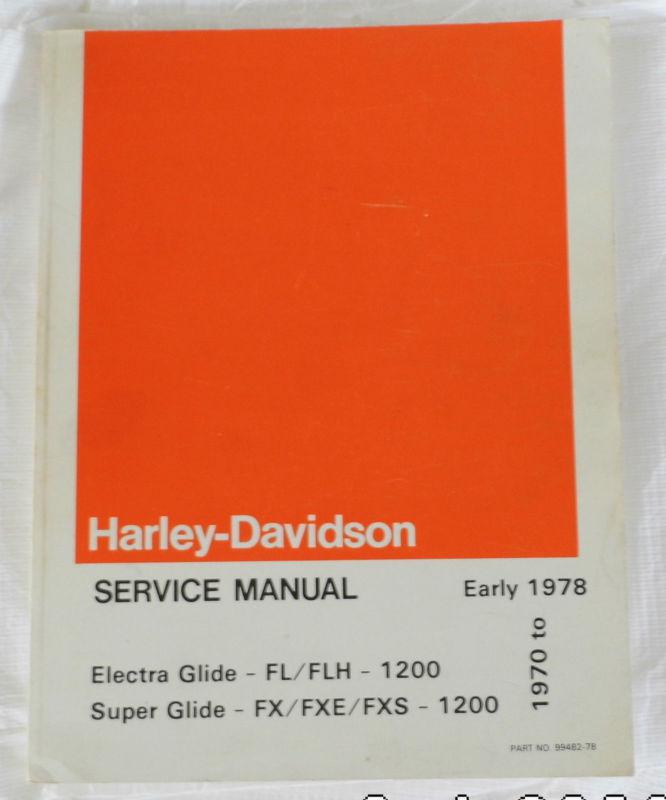 Harley-Davidson
SERVICE MANUAL
1970 to
Early 1978
Electra Glide - FL/FLH - 1200
Super Glide - FX/FXE/FXS - 1200
PART NO. 99482-78